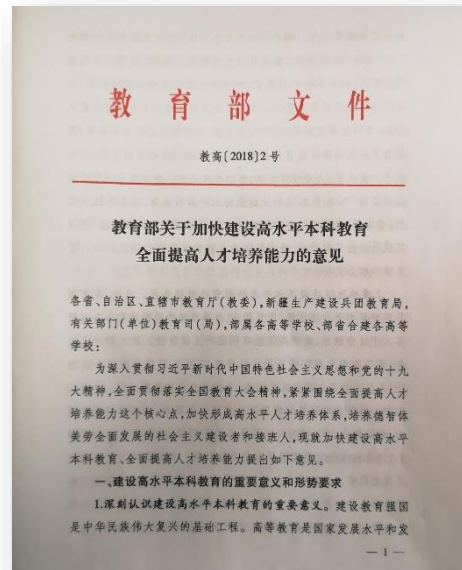 教育部文件
教高〔2018〕2号
教育部关于加快建设高水平本科教育
全面提高人才培养能力的意见
各省、自治区、直辖市教育厅（教委），新疆生产建设兵团教育局，
有关部门（单位）教育司（局），部属各高等学校、部省合建各高等
学校：
为深入贯彻习近平新时代中国特色社会主义思想和党的十九
大精神，全面贯彻落实全国教育大会精神，紧紧围绕全面提高人才
培养能力这个核心点，加快形成高水平人才培养体系，培养德智体
美劳全面发展的社会主义建设者和接班人，现就加快建设高水平
本科教育、全面提高人才培养能力提出如下意见。
一、建设高水平本科教育的重要意义和形势要求
1.深刻认识建设高水平本科教育的重要意义。建设教育强国
是中华民族伟大复兴的基础工程。高等教育是国家发展水平和发
— 1 —